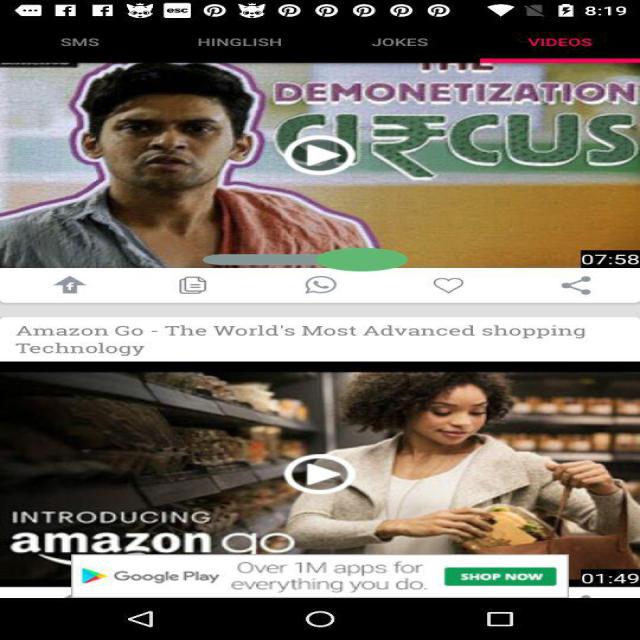 esc 8:19
SMS HINGLISH JOKES VIDEOS
THE
DEMONETIZATION
CIRCUS
07:58
Amazon Go - The World's Most Advanced shopping
Technology
INTRODUCING
amazon go
01:49
Google Play
Over 1M apps for
everything you do.
SHOP NOW